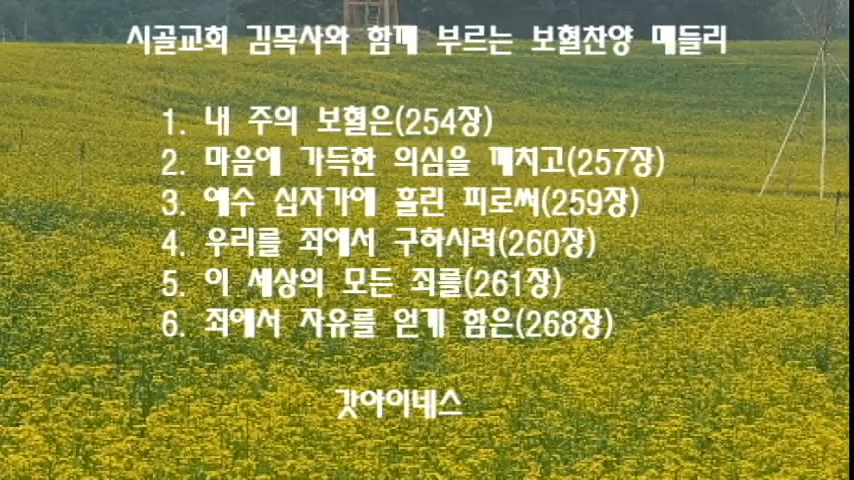 시골교회 김목사와 함께 부르는 보혈찬양 메들리
1. 내 주의 보혈은(254장)
2. 마음에 가득한 의심을 깨치고(257장)
3. 예수 십자가에 흘린 피로써(259장)
4. 우리를 죄에서 구하시려(260장)
5. 이 세상의 모든 죄를(261장)
6. 죄에서 자유를 얻게 함은(268장)
갓아이네스